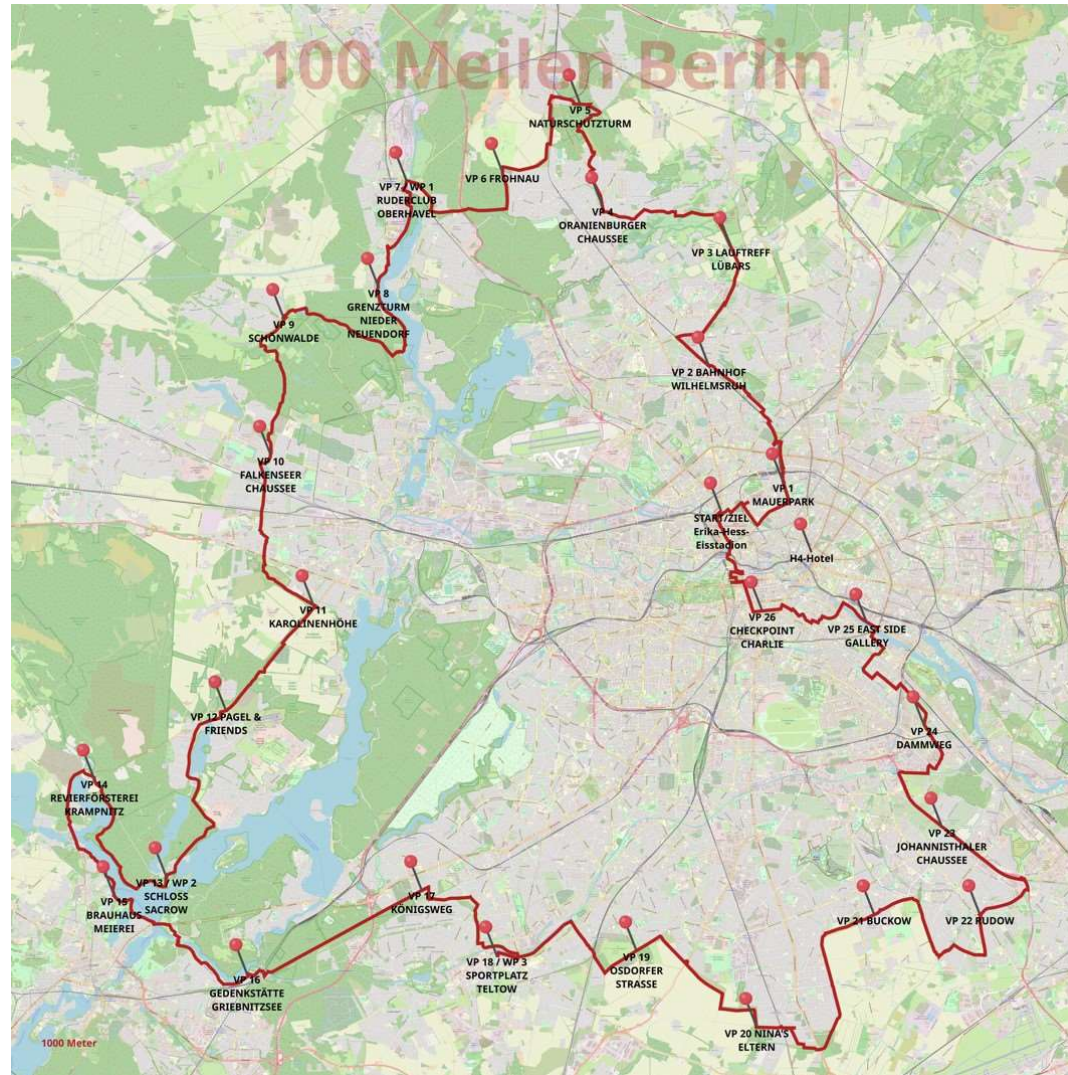 100 Meilen Berlin
VP 5
NATURSCHUTZTURM
VP 6 FROHNAU
VP 7 / WP 1
RUDERCLUB
OBERHAVEL
VP 4
ORANIENBURGER
CHAUSSEE
VP 3 LAUFTREFF
LÜBARS
VP 8
GRENZTURM
NIEDER
NEUENDORF
VP 9
SCHÖNWALDE
VP 2 BAHNHOF
WILHELMSRUH
VP 10
FALKENSEER
CHAUSSEE
VP 1
MAUERPARK
START/ZIEL
Erika-Hess-
Eisstadion
H4-Hotel
VP 11
KAROLINENHÖHE
VP 26
CHECKPOINT
CHARLIE
VP 25 EAST SIDE
GALLERY
VP 12 PAGEL &
FRIENDS
VP 24
DAMMWEG
VP 14
REVIERFÖRSTEREI
KRAMPNITZ
VP 23
JOHANNISTHALER
CHAUSSEE
VP 13 / WP 2
SCHLOSS
SACROW
VP 15
BRAUHAUS
MEIEREI
VP 17
KÖNIGSWEG
VP 21 BUCKOW
VP 22 RUDOW
VP 18 / WP 3
SPORTPLATZ
TELTOW
VP 19
OSDORFER
STRASSE
VP 16
GEDENKSTÄTTE
GRIEBNITZSEE
VP 20 NINA'S
ELTERN
1000 Meter